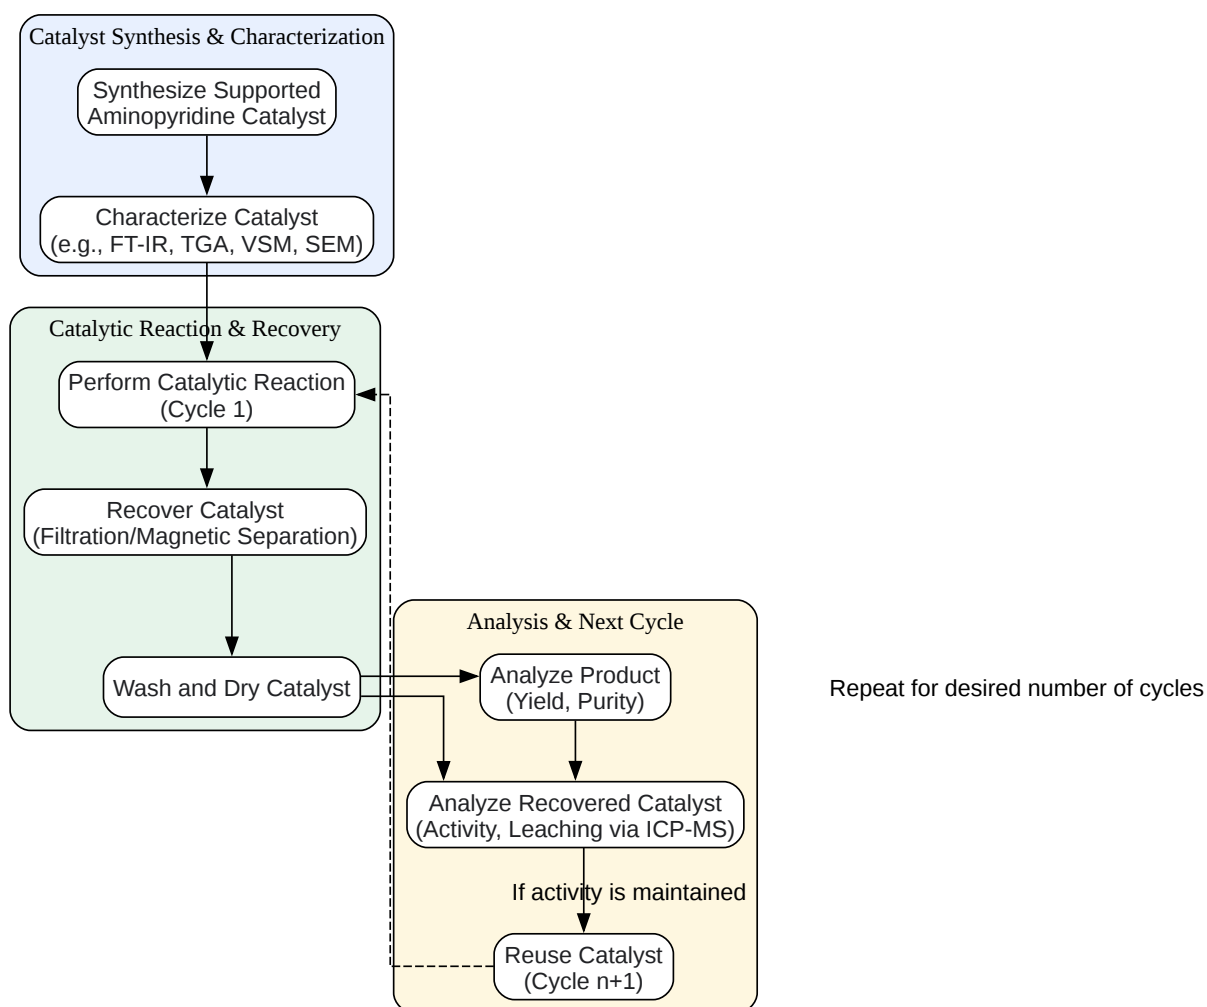 Catalyst Synthesis & Characterization
Synthesize Supported
Aminopyridine Catalyst
Characterize Catalyst
(e.g., FT-IR, TGA, VSM, SEM)
Catalytic Reaction & Recovery
Perform Catalytic Reaction
(Cycle 1)
Recover Catalyst
(Filtration/Magnetic Separation)
Wash and Dry Catalyst
Analysis & Next Cycle
Analyze Product
(Yield, Purity)
Repeat for desired number of cycles
Analyze Recovered Catalyst
(Activity, Leaching via ICP-MS)
If activity is maintained
Reuse Catalyst
(Cycle n+1)